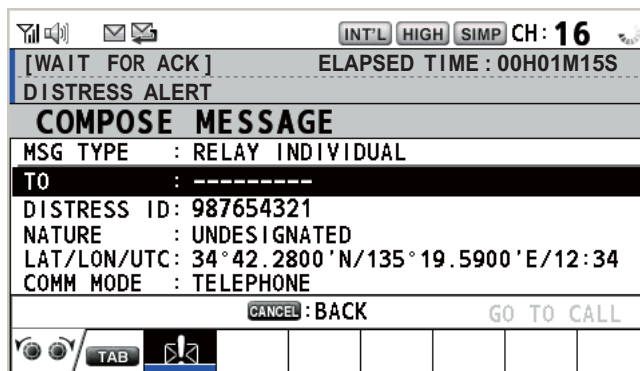 INT'L HIGH SIMP CH: 16
[WAIT FOR ACK] ELAPSED TIME : 00H01M15S
DISTRESS ALERT
COMPOSE MESSAGE
MSG TYPE : RELAY INDIVIDUAL
TO : ---------
DISTRESS ID: 987654321
NATURE : UNDESIGNATED
LAT/LON/UTC: 34°42.2800'N/135°19.5900'E/12:34
COMM MODE : TELEPHONE
CANCEL : BACK GO TO CALL
TAB